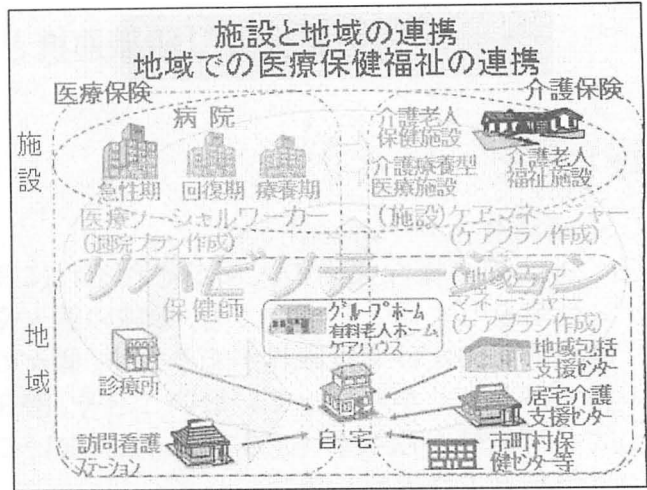 施設と地域の連携
地域での医療保健福祉の連携
医療保険
介護保険
病院
急性期
回復期
療養期
介護老人
保健施設
介護療養型
医療施設
介護老人
福祉施設
施設
医療ソーシャルワーカー
プラン作成)
(施設)ケアマネージャー
(ケアプラン作成)
リハビリテーション
(地域)ケア
マネージャー
(ケアプラン作成)
保健師
グループホーム
有料老人ホーム
ケアハウス
地域
診療所
自宅
地域包括
支援センター
居宅介護
支援センター
訪問看護
ステーション
市町村保
健センター等